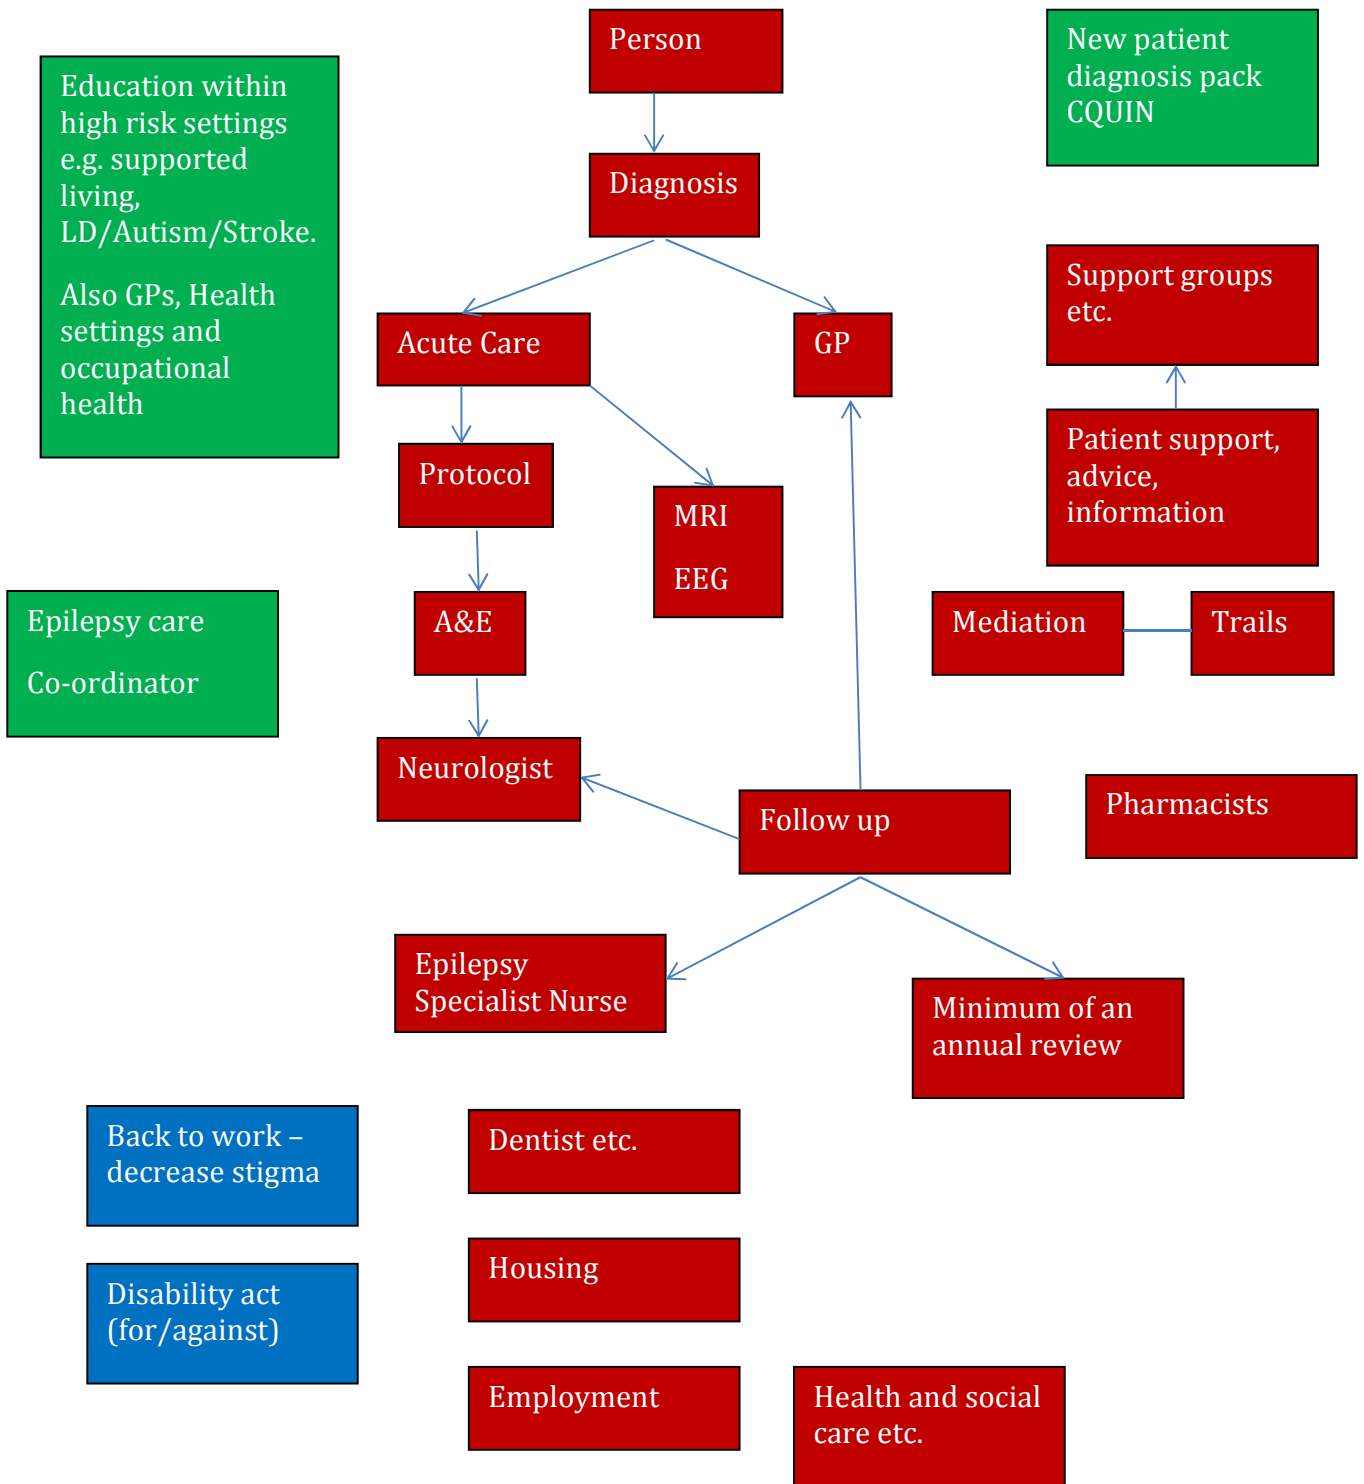 Person
New patient
diagnosis pack
CQUIN
Education within
high risk settings
e.g. supported
living,
LD/Autism/Stroke.
Also GPs, Health
settings and
occupational
health
Diagnosis
Support groups
etc.
Acute Care
GP
Patient support,
advice,
information
Protocol
MRI
EEG
Epilepsy care
Co-ordinator
A&E
Mediation
Trails
Neurologist
Follow up
Pharmacists
Epilepsy
Specialist Nurse
Minimum of an
annual review
Back to work –
decrease stigma
Dentist etc.
Disability act
(for/against)
Housing
Employment
Health and social
care etc.